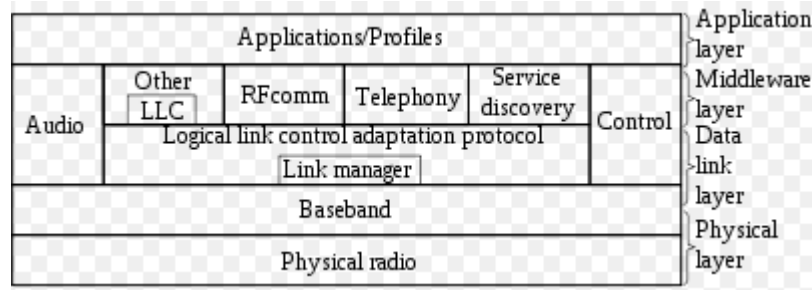 Applications/Profiles
Application
layer
Audio
Other
LLC
RFcomm
Telephony
Service
discovery
Control
Middleware
layer
Logical link control adaptation protocol
Link manager
Data
link
layer
Baseband
Physical radio
Physical
layer